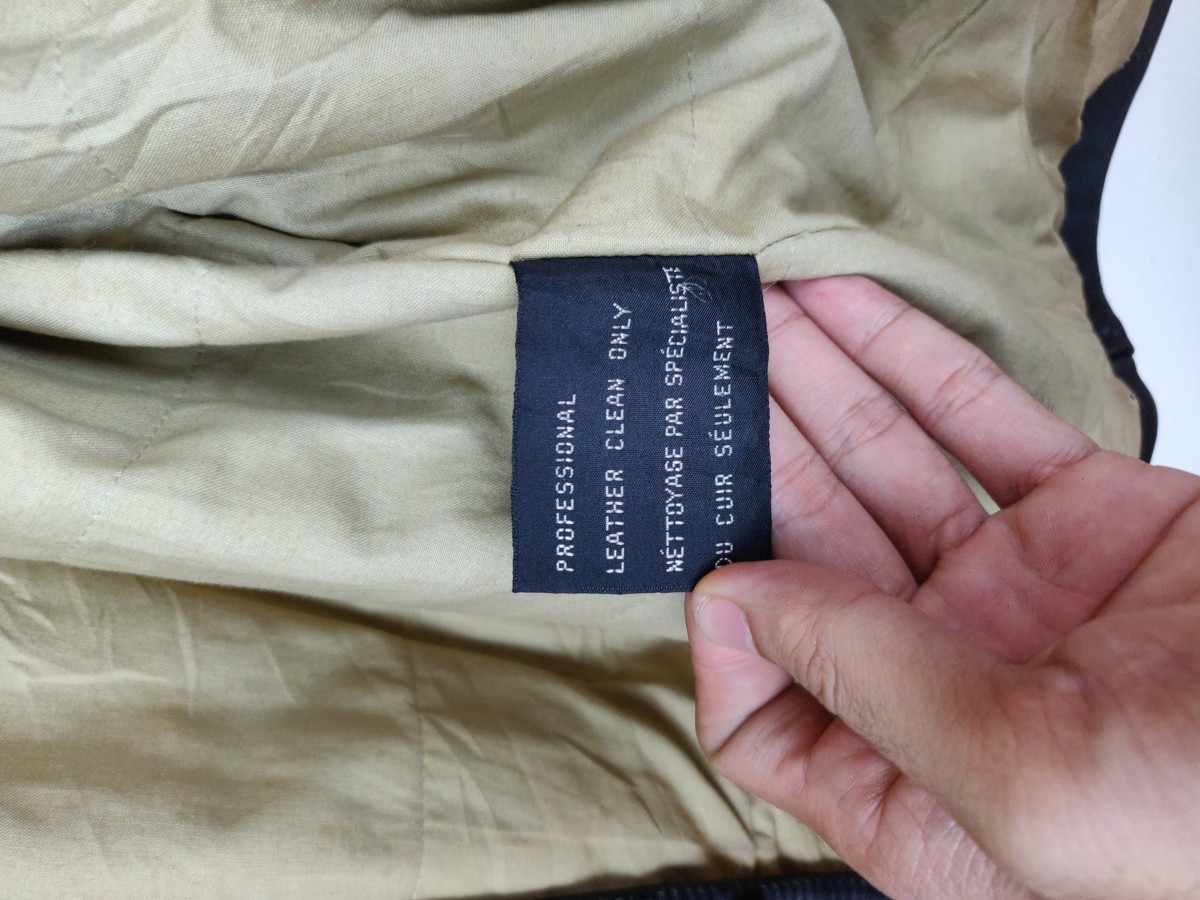 PROFESSIONAL
LEATHER CLEAN ONLY
NÉTTOYAGE PAR SPÉCIALISTE
DU CUIR SÉULEMENT